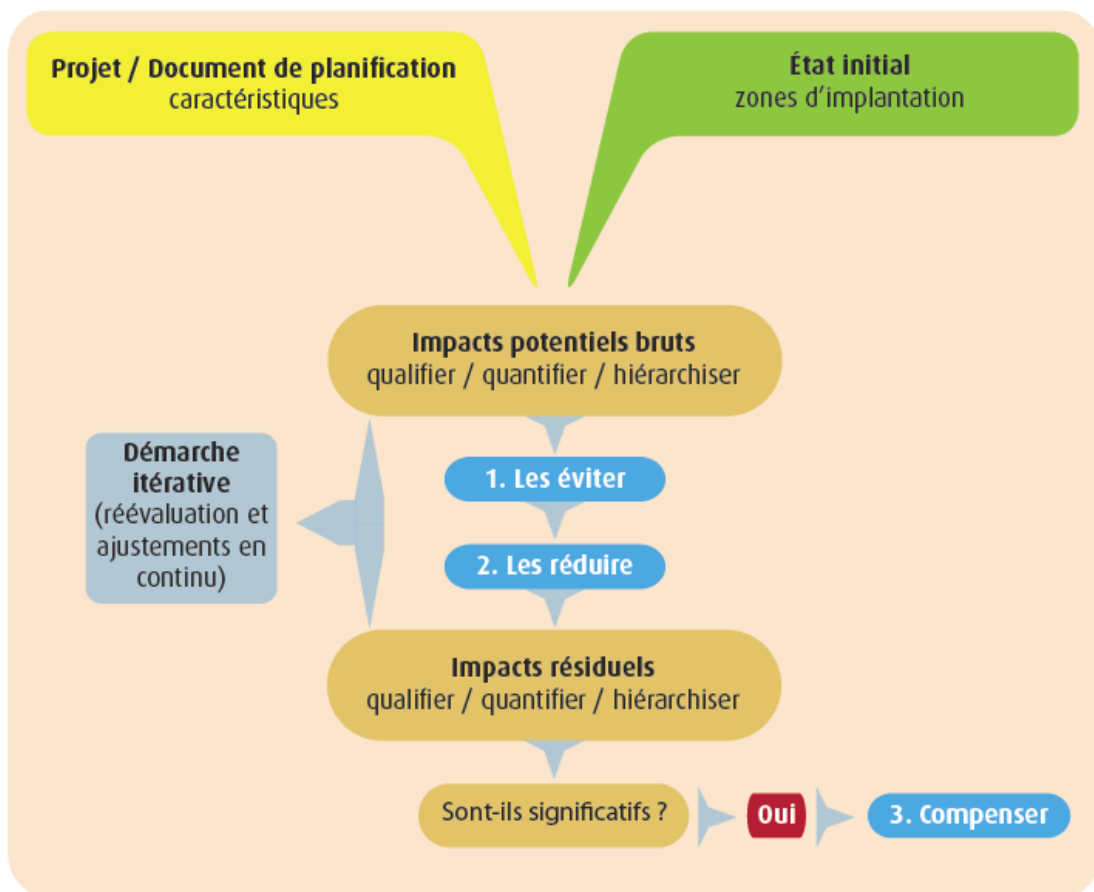 Projet / Document de planification
caractéristiques
État initial
zones d’implantation
Impacts potentiels bruts
qualifier / quantifier / hiérarchiser
Démarche
itérative
(réévaluation et
ajustements en
continu)
1. Les éviter
2. Les réduire
Impacts résiduels
qualifier / quantifier / hiérarchiser
Sont-ils significatifs ?
Oui
3. Compenser